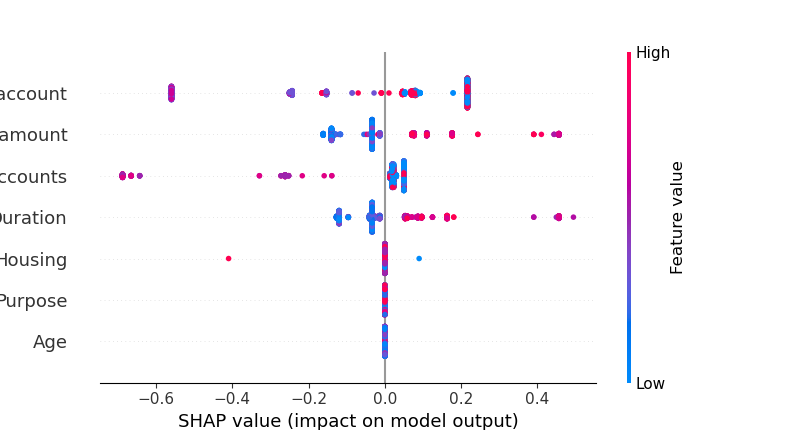 High
account
amount
ccounts
Duration
Housing
Purpose
Age
Low
Feature value
−0.6 −0.4 −0.2 0.0 0.2 0.4
SHAP value (impact on model output)